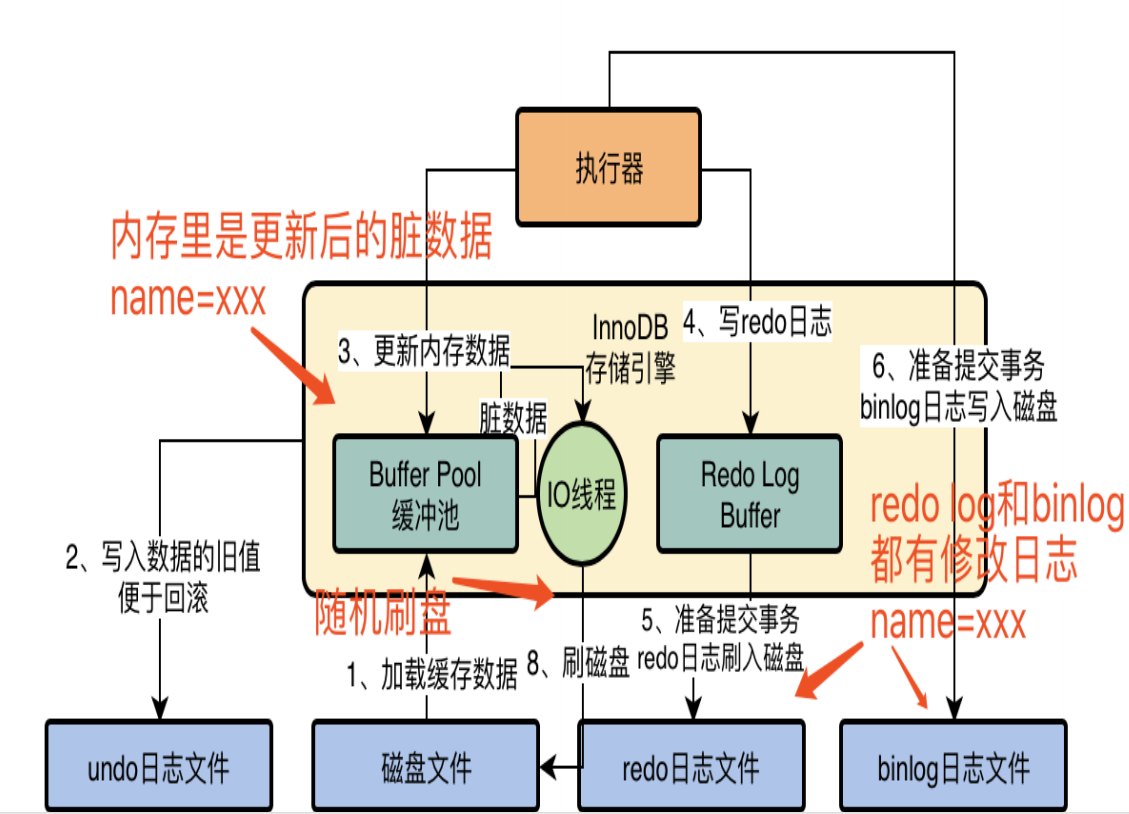 执行器
内存里是更新后的脏数据
name=xxx
InnoDB
存储引擎
3、更新内存数据
4、写redo日志
6、准备提交事务
binlog日志写入磁盘
脏数据
Buffer Pool
缓冲池
IO线程
Redo Log
Buffer
redo log和binlog
都有修改日志
name=xxx
2、写入数据的旧值
便于回滚
随机刷盘
1、加载缓存数据
8、刷磁盘
5、准备提交事务
redo日志刷入磁盘
undo日志文件
磁盘文件
redo日志文件
binlog日志文件